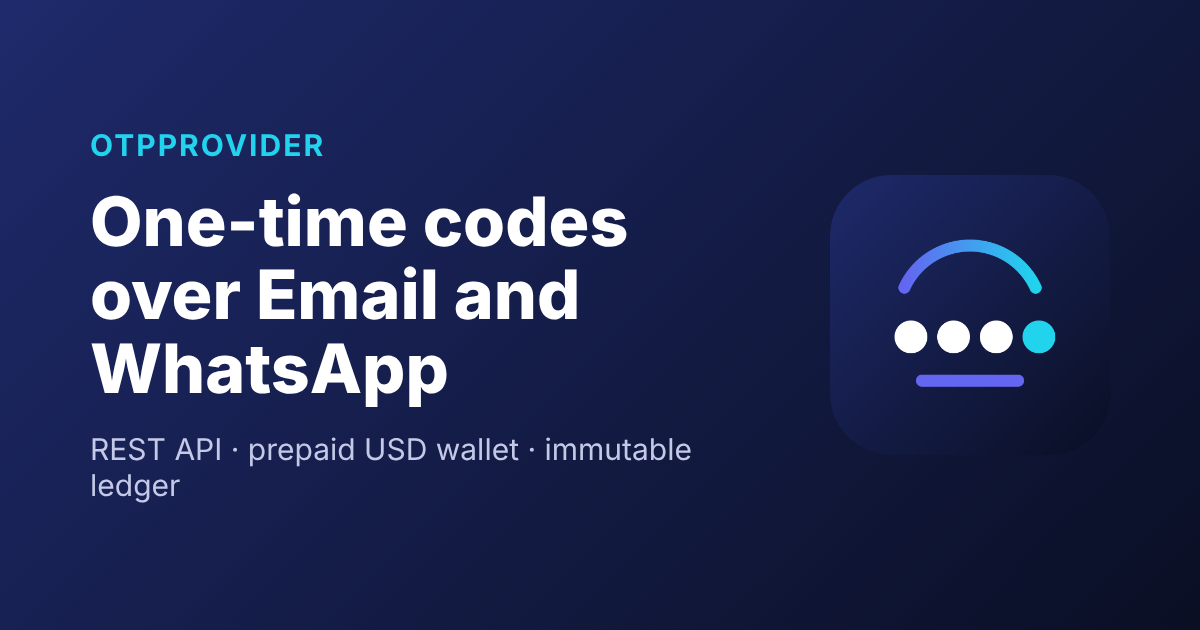 OTPPROVIDER
One-time codes
over Email and
WhatsApp
REST API · prepaid USD wallet · immutable
ledger